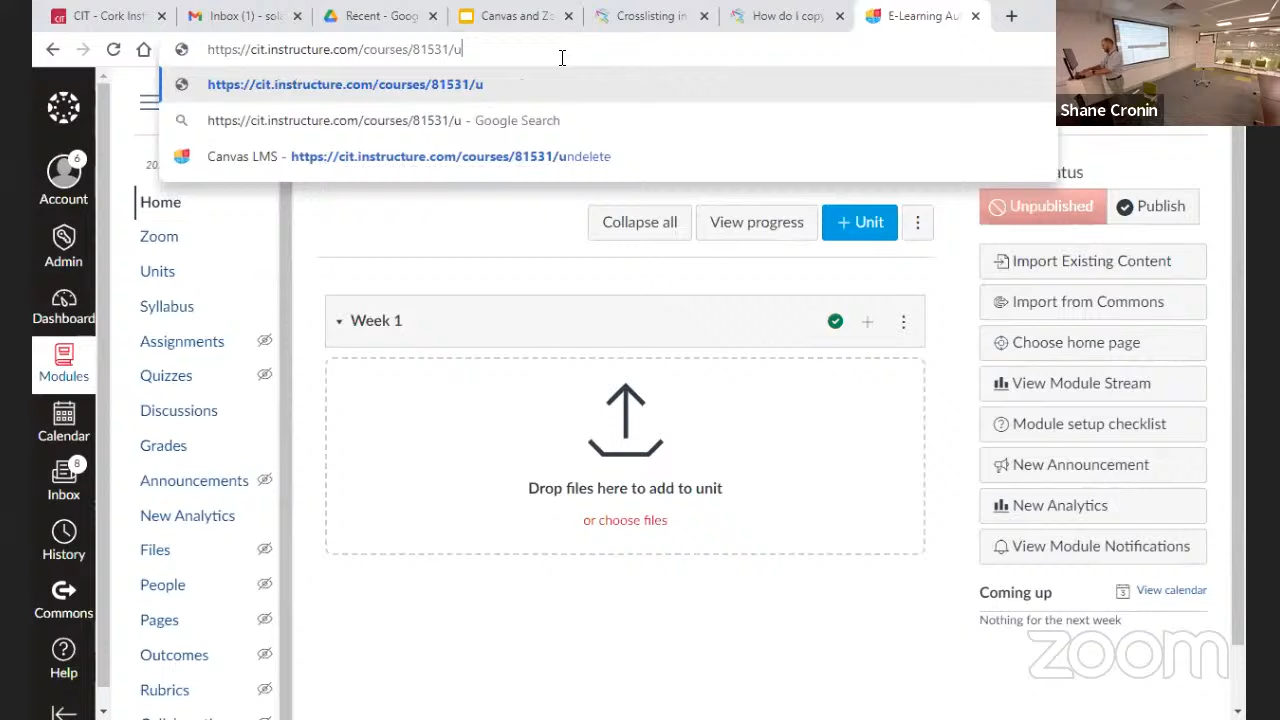 CIT - Cork Inst
Inbox (1) - sola
Recent - Goog
Canvas and Zo
Crosslisting in
How do I copy
E-Learning Au
https://cit.instructure.com/courses/81531/u
https://cit.instructure.com/courses/81531/u
https://cit.instructure.com/courses/81531/u - Google Search
Canvas LMS - https://cit.instructure.com/courses/81531/undelete
Shane Cronin
6
Account
Admin
Dashboard
Modules
Calendar
8
Inbox
History
Commons
Help
Home
Zoom
Units
Syllabus
Assignments
Quizzes
Discussions
Grades
Announcements
New Analytics
Files
People
Pages
Outcomes
Rubrics
Collapse all
View progress
+ Unit
Week 1
Drop files here to add to unit
or choose files
Unpublished
Publish
Import Existing Content
Import from Commons
Choose home page
View Module Stream
Module setup checklist
New Announcement
New Analytics
View Module Notifications
Coming up
3
View calendar
Nothing for the next week
zoom